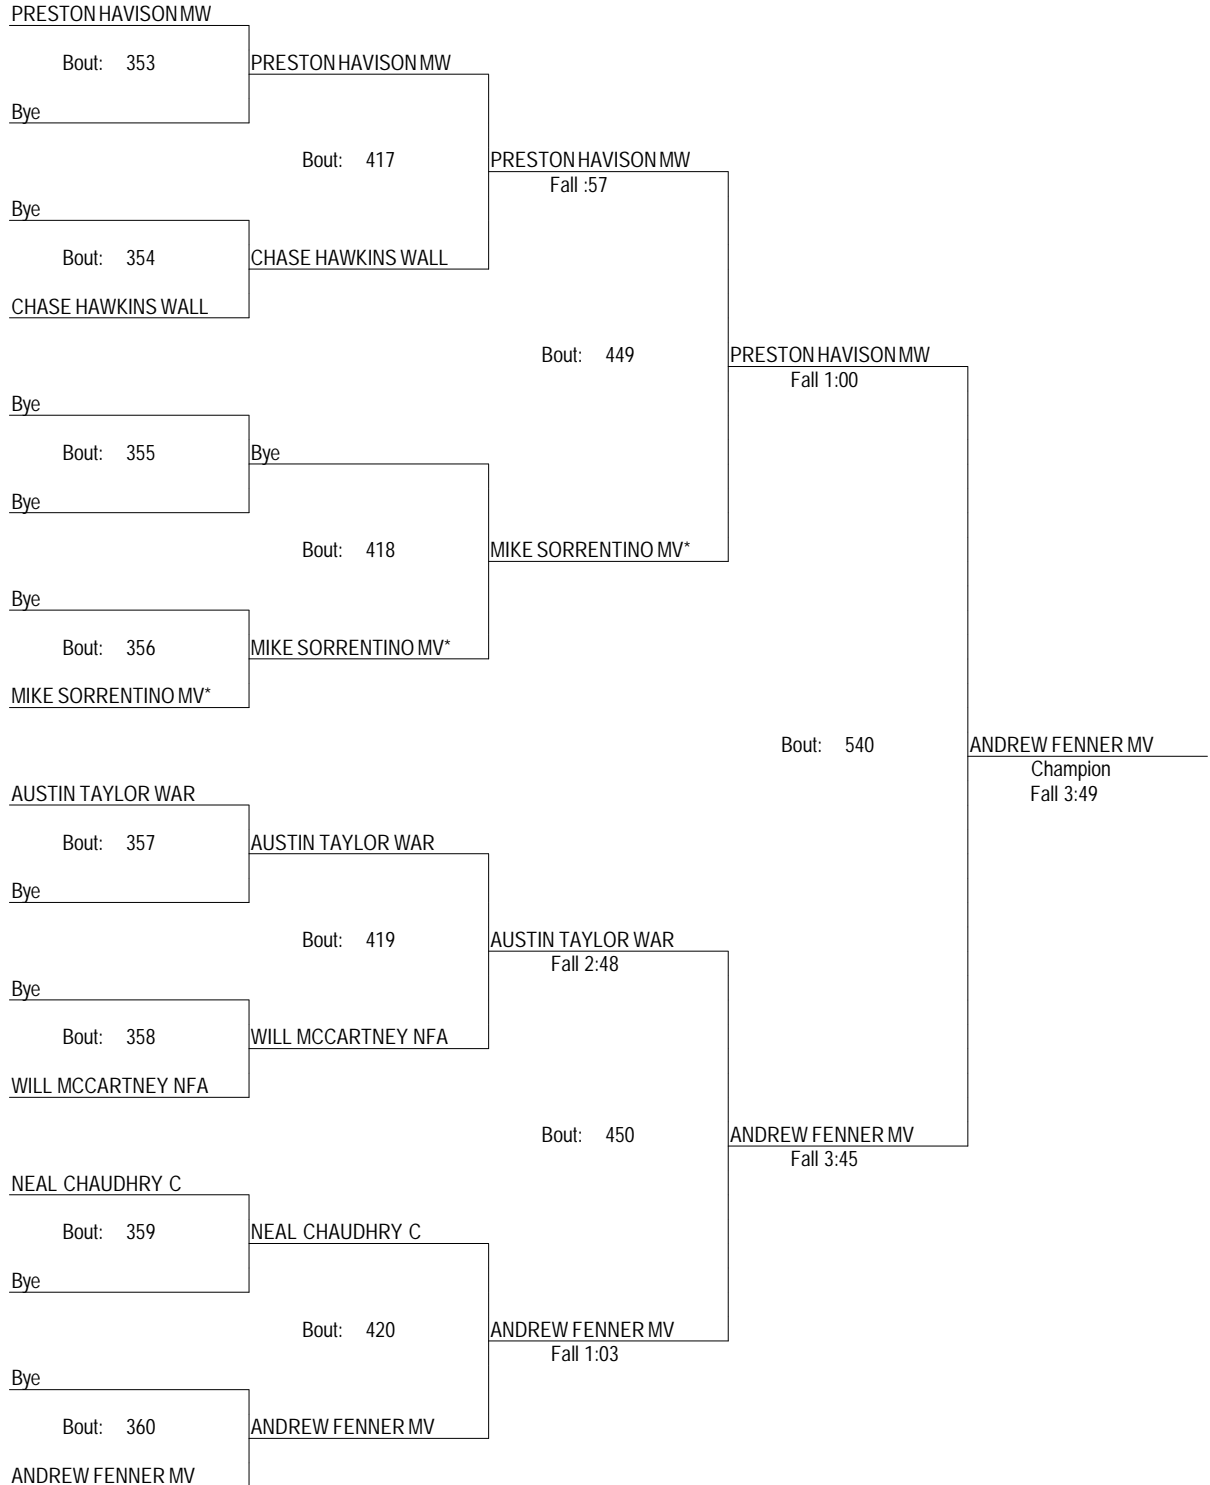 PRESTON HAVISON MW
Bout: 353 PRESTON HAVISON MW
Bye
Bout: 417 PRESTON HAVISON MW
Fall :57
Bye
Bout: 354 CHASE HAWKINS WALL
CHASE HAWKINS WALL
Bout: 449 PRESTON HAVISON MW
Fall 1:00
Bye
Bout: 355 Bye
Bye
Bout: 418 MIKE SORRENTINO MV*
Bye
Bout: 356 MIKE SORRENTINO MV*
MIKE SORRENTINO MV*
Bout: 540 ANDREW FENNER MV
Champion
Fall 3:49
AUSTIN TAYLOR WAR
Bout: 357 AUSTIN TAYLOR WAR
Bye
Bout: 419 AUSTIN TAYLOR WAR
Fall 2:48
Bye
Bout: 358 WILL MCCARTNEY NFA
WILL MCCARTNEY NFA
Bout: 450 ANDREW FENNER MV
Fall 3:45
NEAL CHAUDHRY C
Bout: 359 NEAL CHAUDHRY C
Bye
Bout: 420 ANDREW FENNER MV
Fall 1:03
Bye
Bout: 360 ANDREW FENNER MV
ANDREW FENNER MV